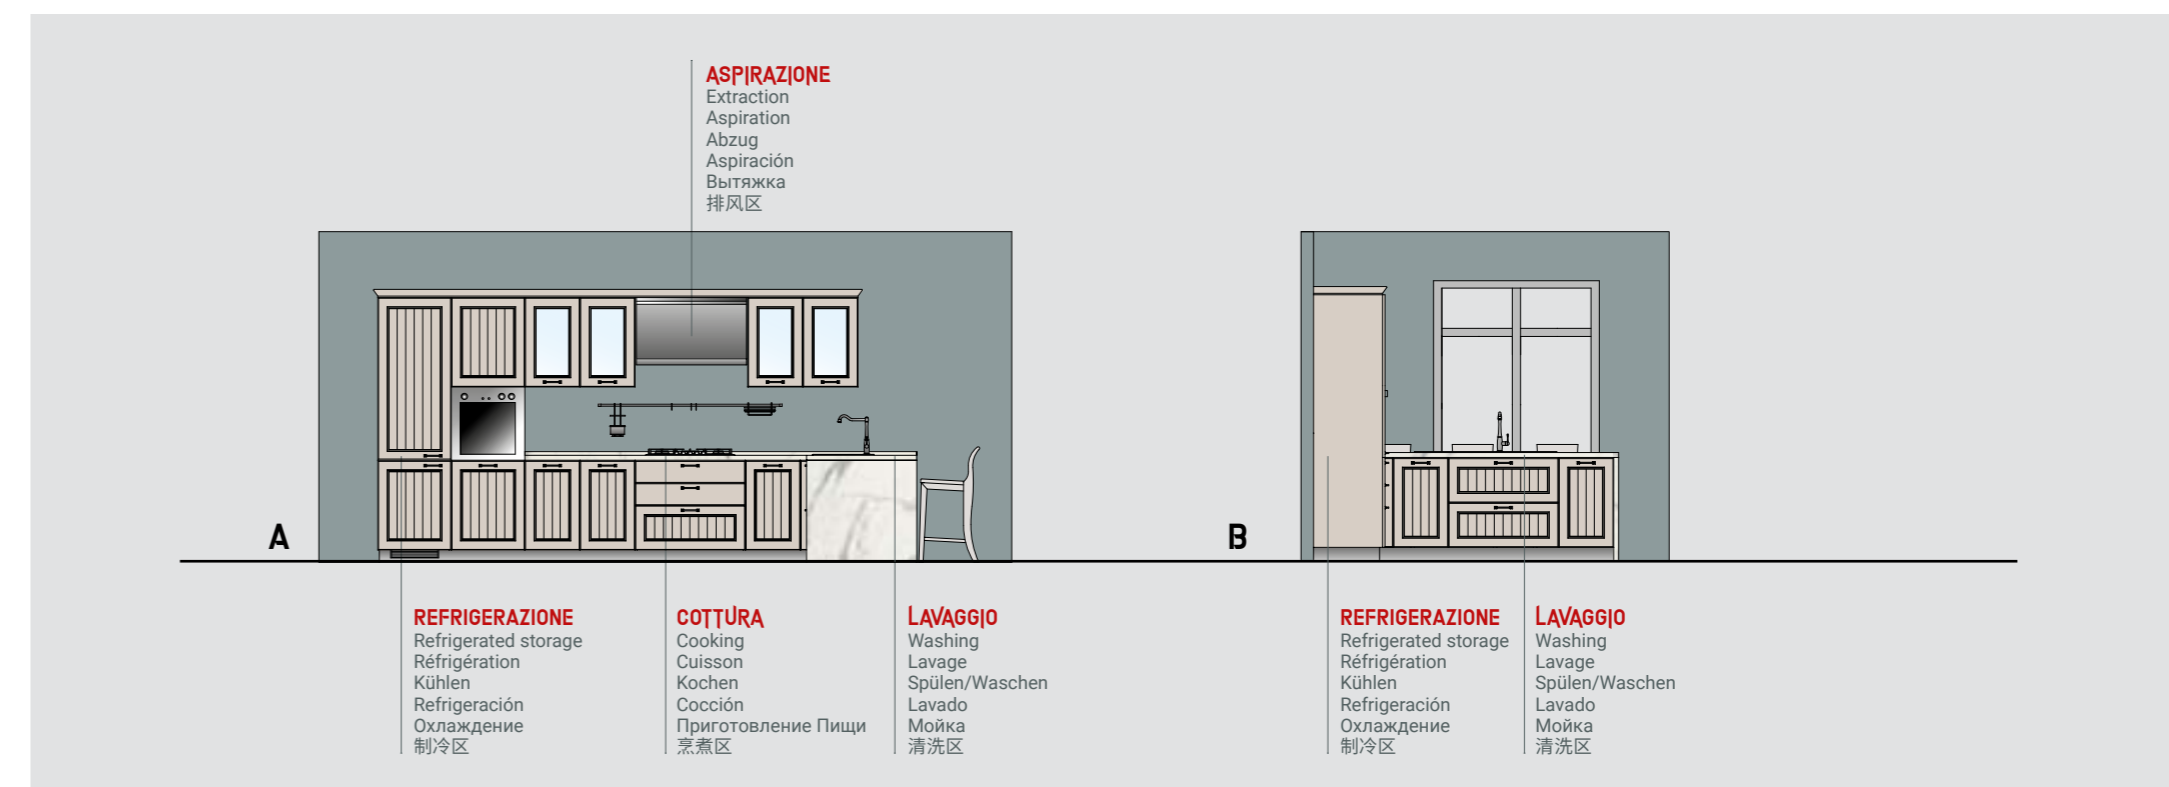 ASPIRAZIONE
Extraction
Aspiration
Abzug
Aspiración
Вытяжка
排风区
A
B
REFRIGERAZIONE
Refrigerated storage
Réfrigération
Kühlen
Refrigeración
Охлаждение
制冷区
COTTURA
Cooking
Cuisson
Kochen
Cocción
Приготовление Пищи
烹煮区
LAVAGGIO
Washing
Lavage
Spülen/Waschen
Lavado
Мойка
清洗区
REFRIGERAZIONE
Refrigerated storage
Réfrigération
Kühlen
Refrigeración
Охлаждение
制冷区
LAVAGGIO
Washing
Lavage
Spülen/Waschen
Lavado
Мойка
清洗区